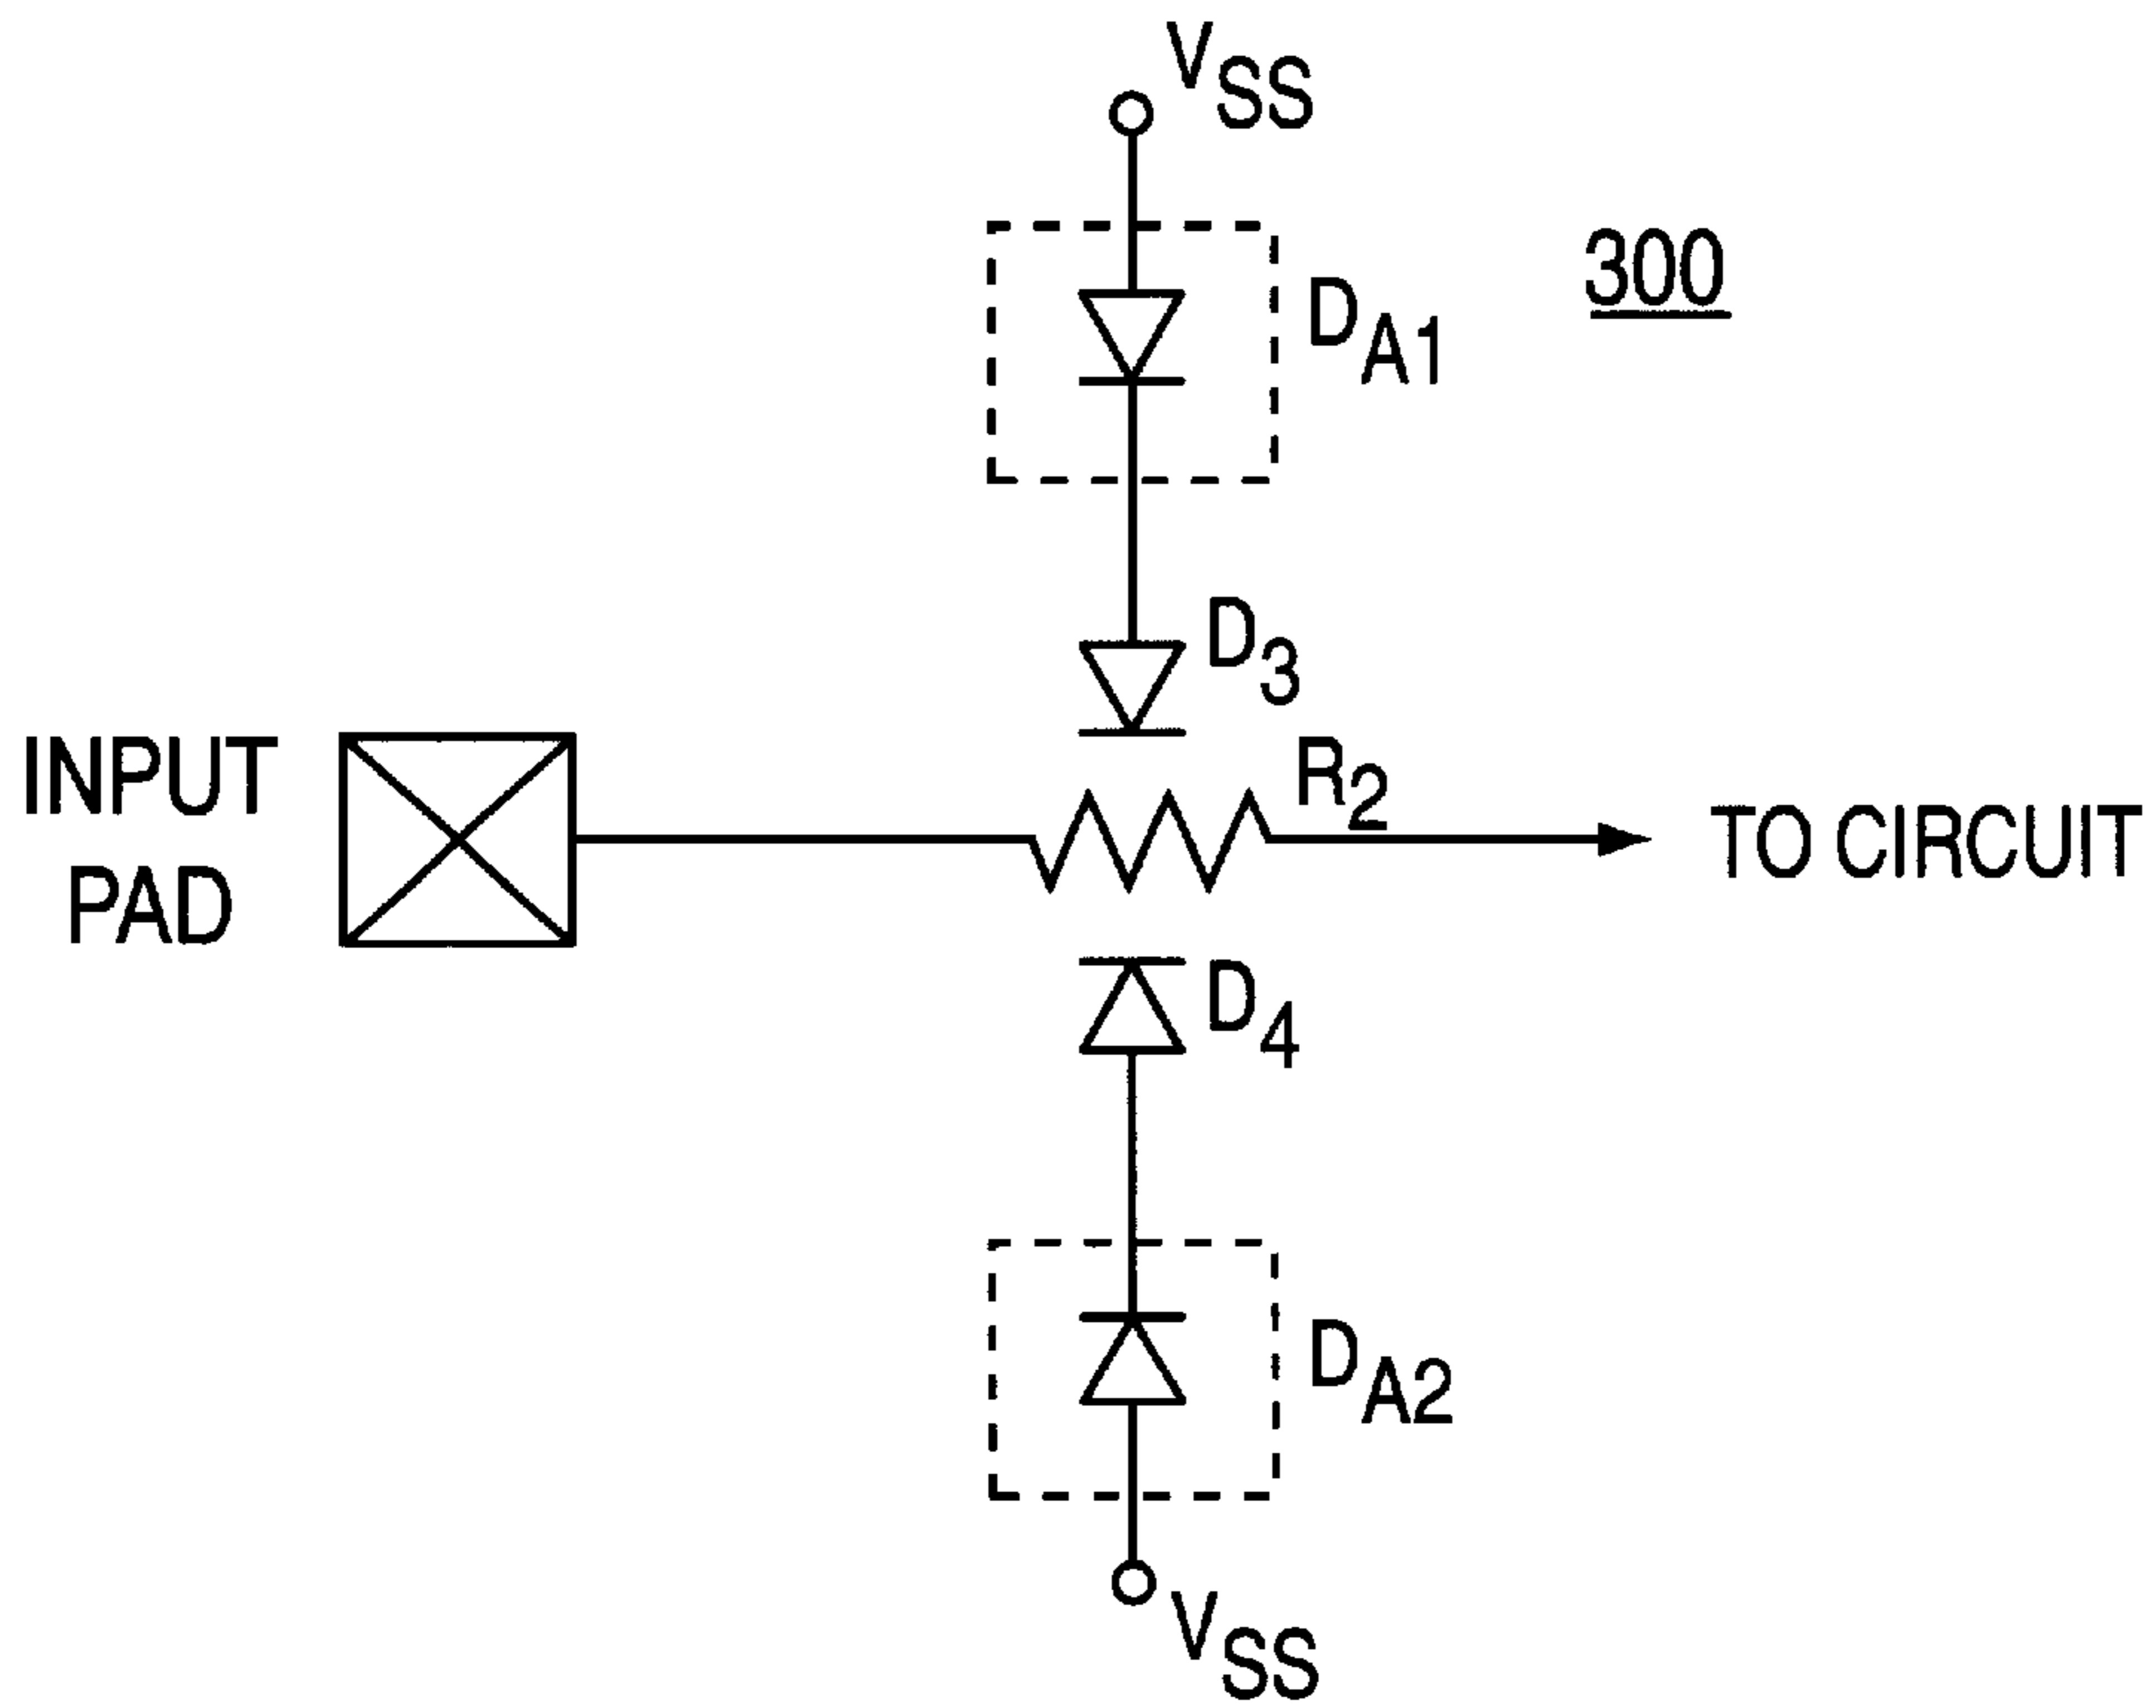 VSS
300
DA1
D3
R2
INPUT
PAD
TO CIRCUIT
D4
DA2
VSS